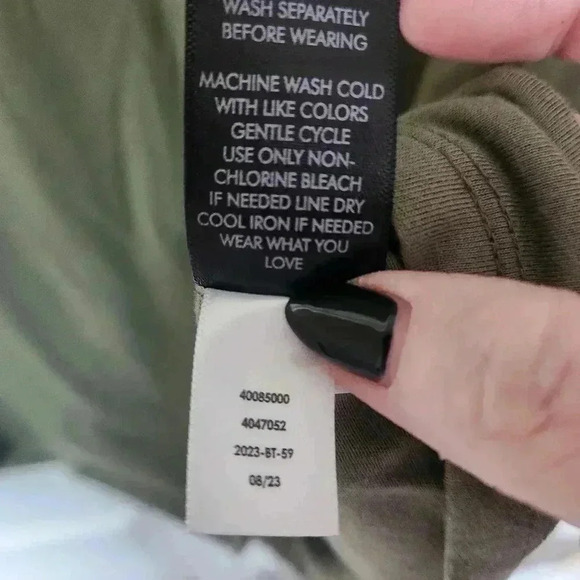 WASH SEPARATELY
BEFORE WEARING
MACHINE WASH COLD
WITH LIKE COLORS
GENTLE CYCLE
USE ONLY NON-
CHLORINE BLEACH
IF NEEDED LINE DRY
COOL IRON IF NEEDED
WEAR WHAT YOU
LOVE
40085000
4047052
2023-BT-59
08/23